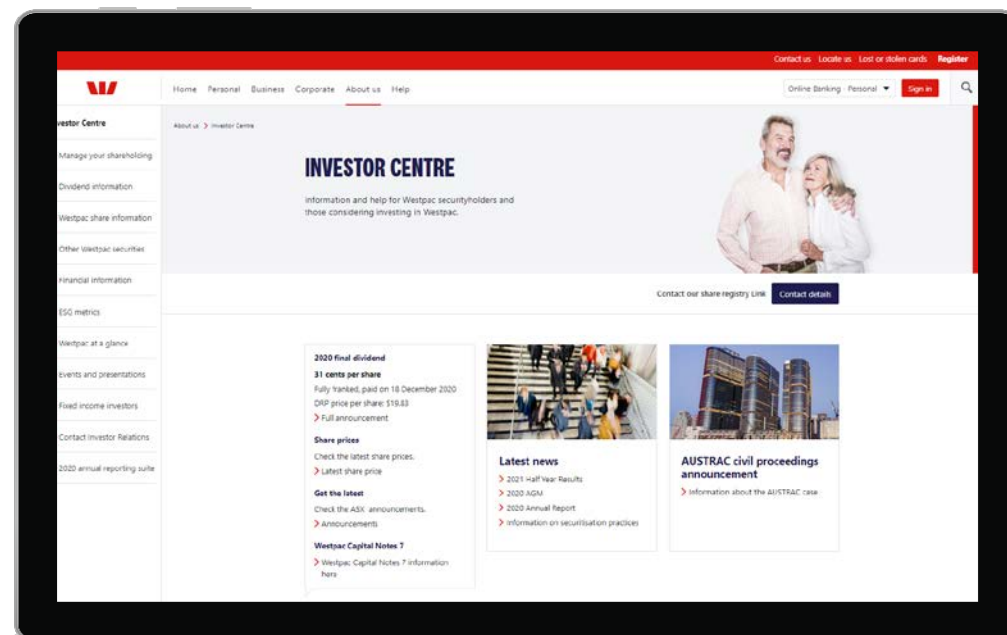 Contact us Locate us Lost or stolen cards Register
Home Personal Business Corporate About us Help
Online Banking - Personal
Sign in
vestor Centre
Manage your shareholding
Dividend information
Westpac share information
Other Westpac securities
Financial information
ESG metrics
Westpac at a glance
Events and presentations
Fixed income investors
Contact Investor Relations
2020 annual reporting suite
About us > Investor Centre
INVESTOR CENTRE
Information and help for Westpac securityholders and
those considering investing in Westpac.
Contact our share registry Link
Contact details
2020 final dividend
31 cents per share
Fully franked, paid on 18 December 2020
DRP price per share: $19.83
> Full announcement
Share prices
Check the latest share prices.
> Latest share price
Get the latest
Check the ASX announcements.
> Announcements
Westpac Capital Notes 7
> Westpac Capital Notes 7 information
here
Latest news
> 2021 Half Year Results
> 2020 AGM
> 2020 Annual Report
> Information on securitisation practices
AUSTRAC civil proceedings
announcement
> Information about the AUSTRAC case